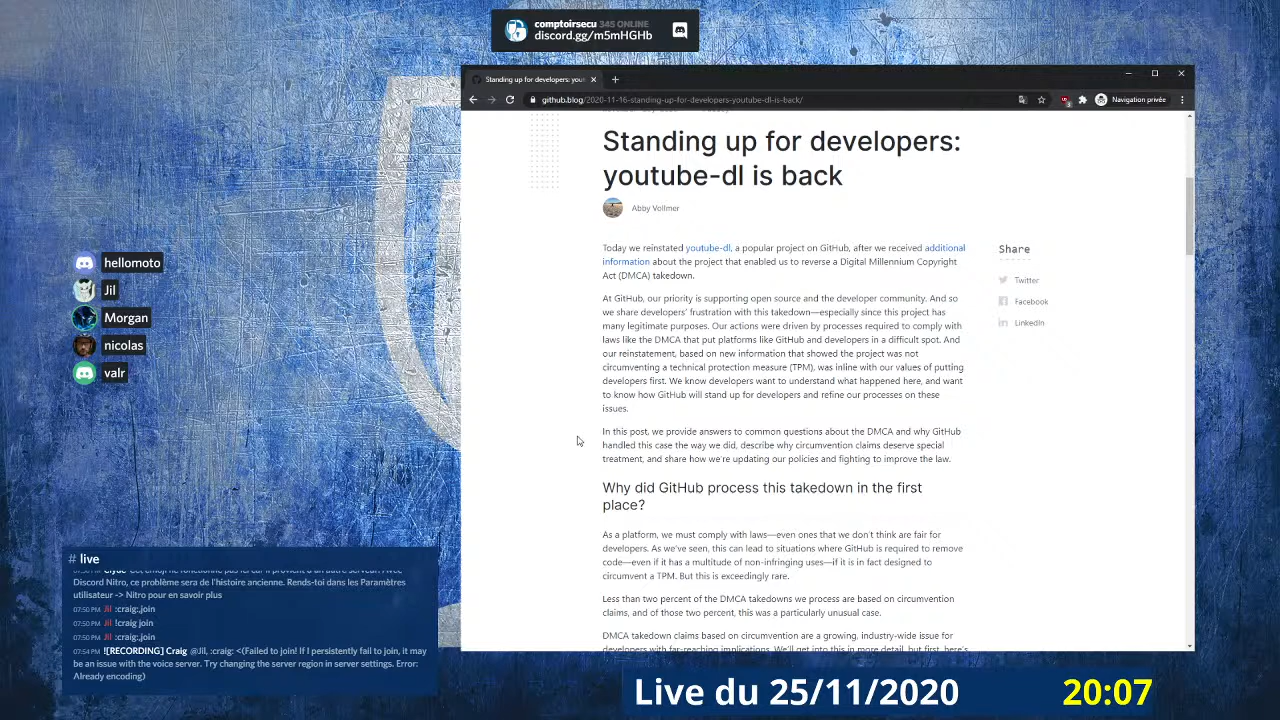 comptoirsecu 345 ONLINE
discord.gg/m5mHGHb
Standing up for developers: yout
github.blog/2020-11-16-standing-up-for-developers-youtube-dl-is-back/
3
Navigation privée
Standing up for developers:
youtube-dl is back
Abby Vollmer
Today we reinstated youtube-dl, a popular project on GitHub, after we received additional
information about the project that enabled us to reverse a Digital Millennium Copyright
Act (DMCA) takedown.
At GitHub, our priority is supporting open source and the developer community. And so
we share developers' frustration with this takedown—especially since this project has
many legitimate purposes. Our actions were driven by processes required to comply with
laws like the DMCA that put platforms like GitHub and developers in a difficult spot. And
our reinstatement, based on new information that showed the project was not
circumventing a technical protection measure (TPM), was inline with our values of putting
developers first. We know developers want to understand what happened here, and want
to know how GitHub will stand up for developers and refine our processes on these
issues.
In this post, we provide answers to common questions about the DMCA and why GitHub
handled this case the way we did, describe why circumvention claims deserve special
treatment, and share how we're updating our policies and fighting to improve the law.
Why did GitHub process this takedown in the first
place?
As a platform, we must comply with laws—even ones that we don't think are fair for
developers. As we've seen, this can lead to situations where GitHub is required to remove
code—even if it has a multitude of non-infringing uses—if it is in fact designed to
circumvent a TPM. But this is exceedingly rare.
Less than two percent of the DMCA takedowns we process are based on circumvention
claims, and of those two percent, this was a particularly unusual case.
DMCA takedown claims based on circumvention are a growing, industry-wide issue for
developers with far-reaching implications. We'll get into this in more detail, but first, here's
Share
Twitter
Facebook
LinkedIn
hellomoto
Jil
Morgan
nicolas
valr
# live
Discord Nitro, ce problème sera de l'histoire ancienne. Rends-toi dans les Paramètres
utilisateur -> Nitro pour en savoir plus
07:50 PM Jil :craig:,join
07:50 PM Jil !craig join
07:50 PM Jil :craig:,join
07:54 PM ![RECORDING] Craig @Jil, :craig: <(Failed to join! If I persistently fail to join, it may
be an issue with the voice server. Try changing the server region in server settings. Error:
Already encoding)
Live du 25/11/2020
20:07